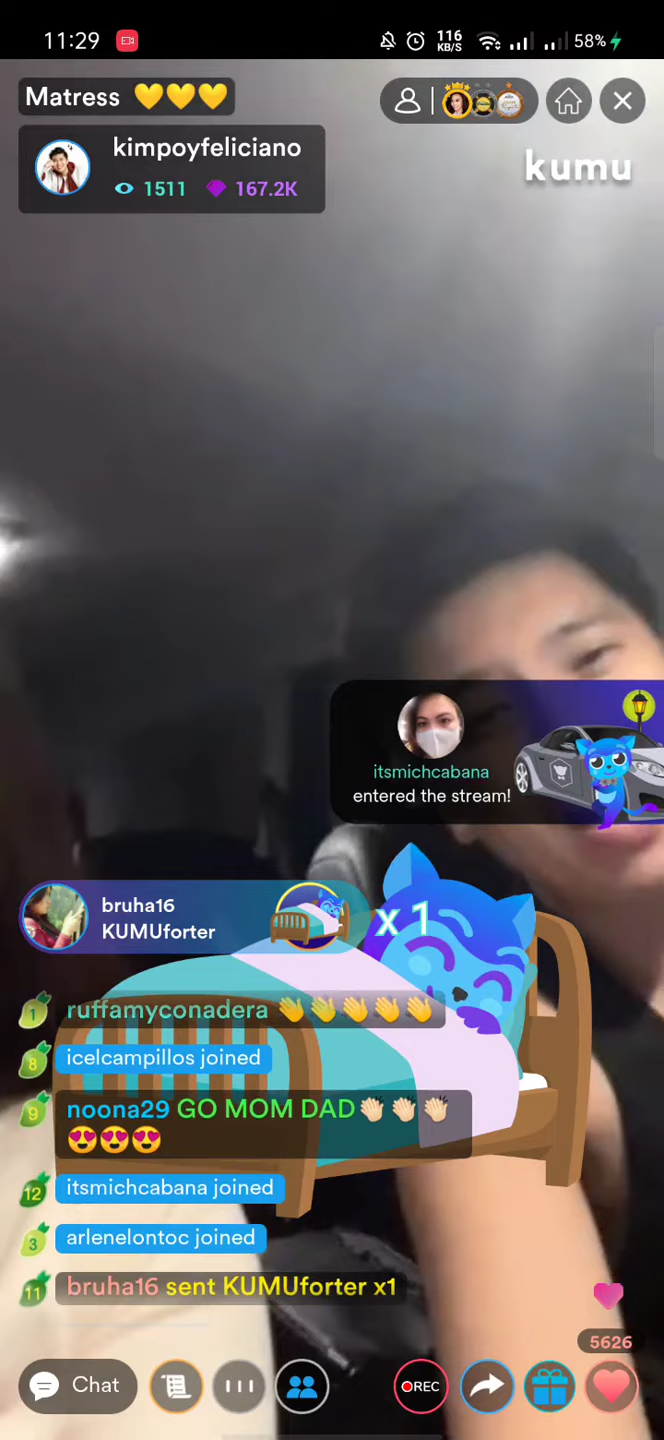 11:29
116
KB/S
58%
Matress 💛💛💛
kimpoyfeliciano
1511 167.2K
kumu
itsmichcabana
entered the stream!
bruha16
KUMUforter
x 1
1 ruffamyconadera 👏👏👏👏👏
8 icelcampillos joined
9 noona29 GO MOM DAD👏🏻👏🏻👏🏻
😍😍😍
12 itsmichcabana joined
3 arlenelontoc joined
11 bruha16 sent KUMUforter x1
5626
Chat
REC